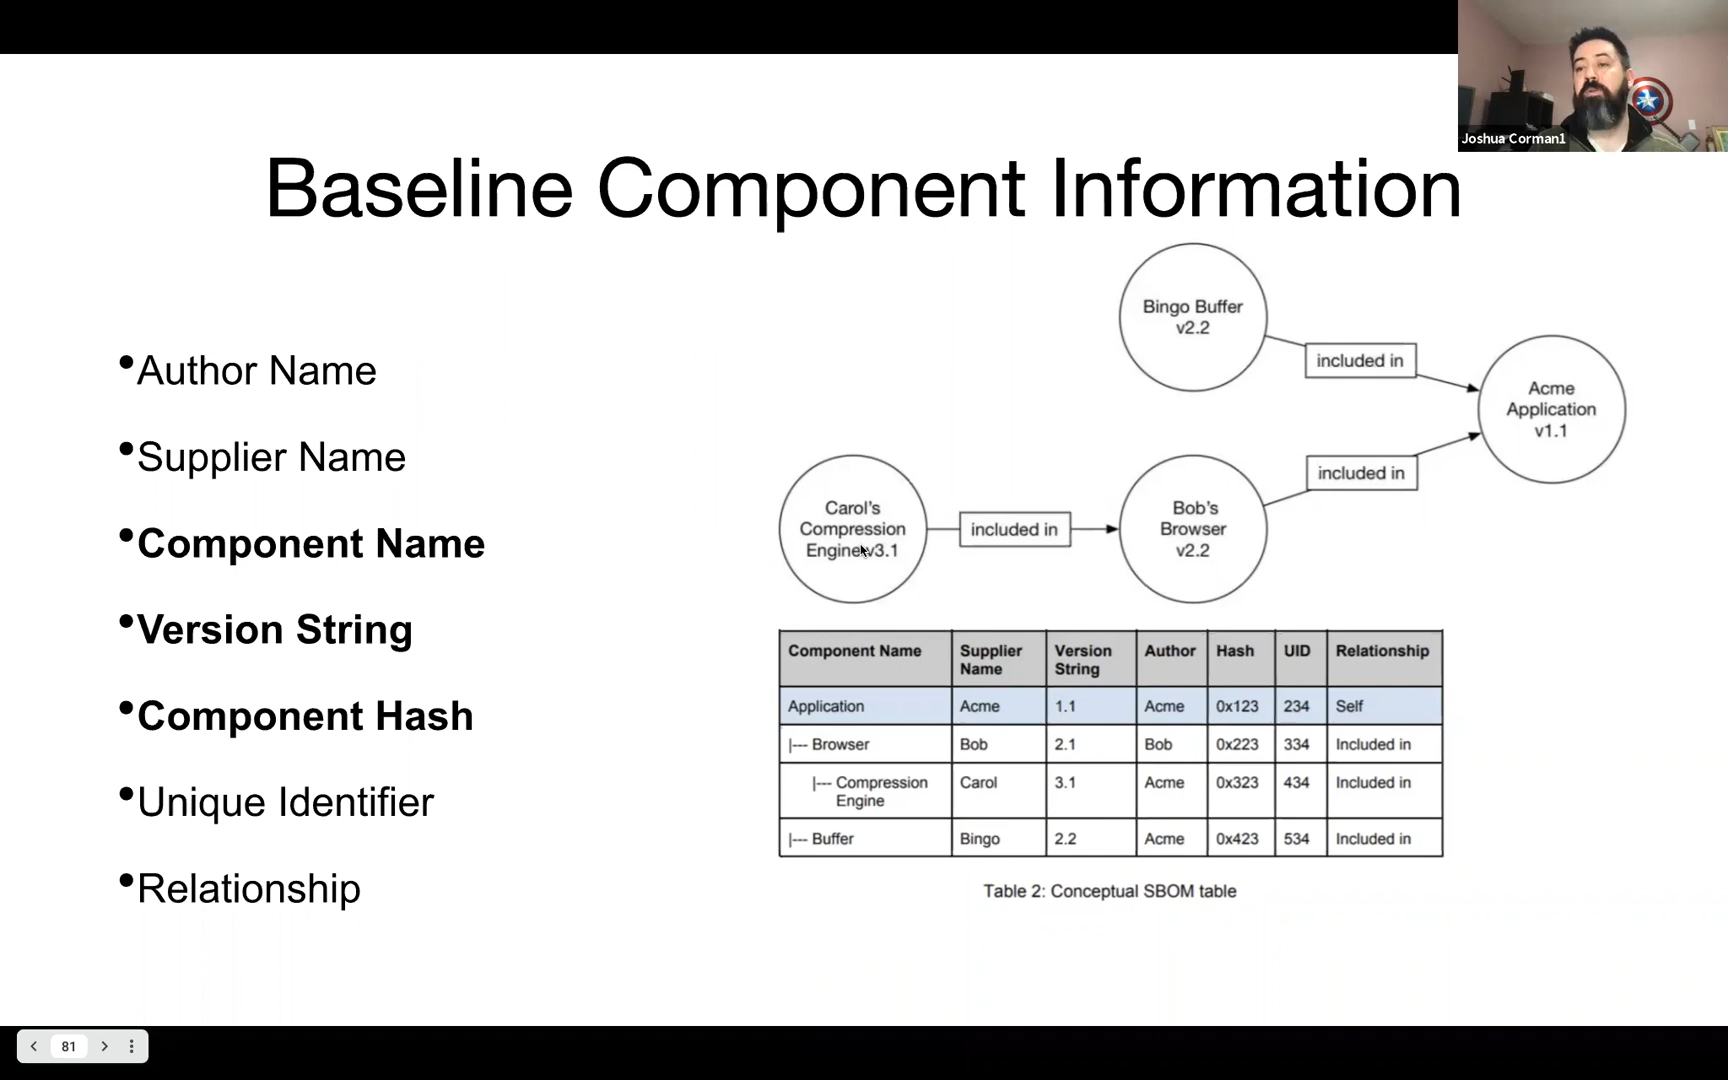 Joshua Corman1
Baseline Component Information
•Author Name
•Supplier Name
•Component Name
•Version String
•Component Hash
•Unique Identifier
•Relationship
Bingo Buffer
v2.2
included in
Acme
Application
v1.1
included in
Carol's
Compression
Engine v3.1
included in
Bob's
Browser
v2.2
Component Name Supplier Name Version String Author Hash UID Relationship
Application Acme 1.1 Acme 0x123 234 Self
|--- Browser Bob 2.1 Bob 0x223 334 Included in
|--- Compression Engine Carol 3.1 Acme 0x323 434 Included in
|--- Buffer Bingo 2.2 Acme 0x423 534 Included in
Table 2: Conceptual SBOM table
81